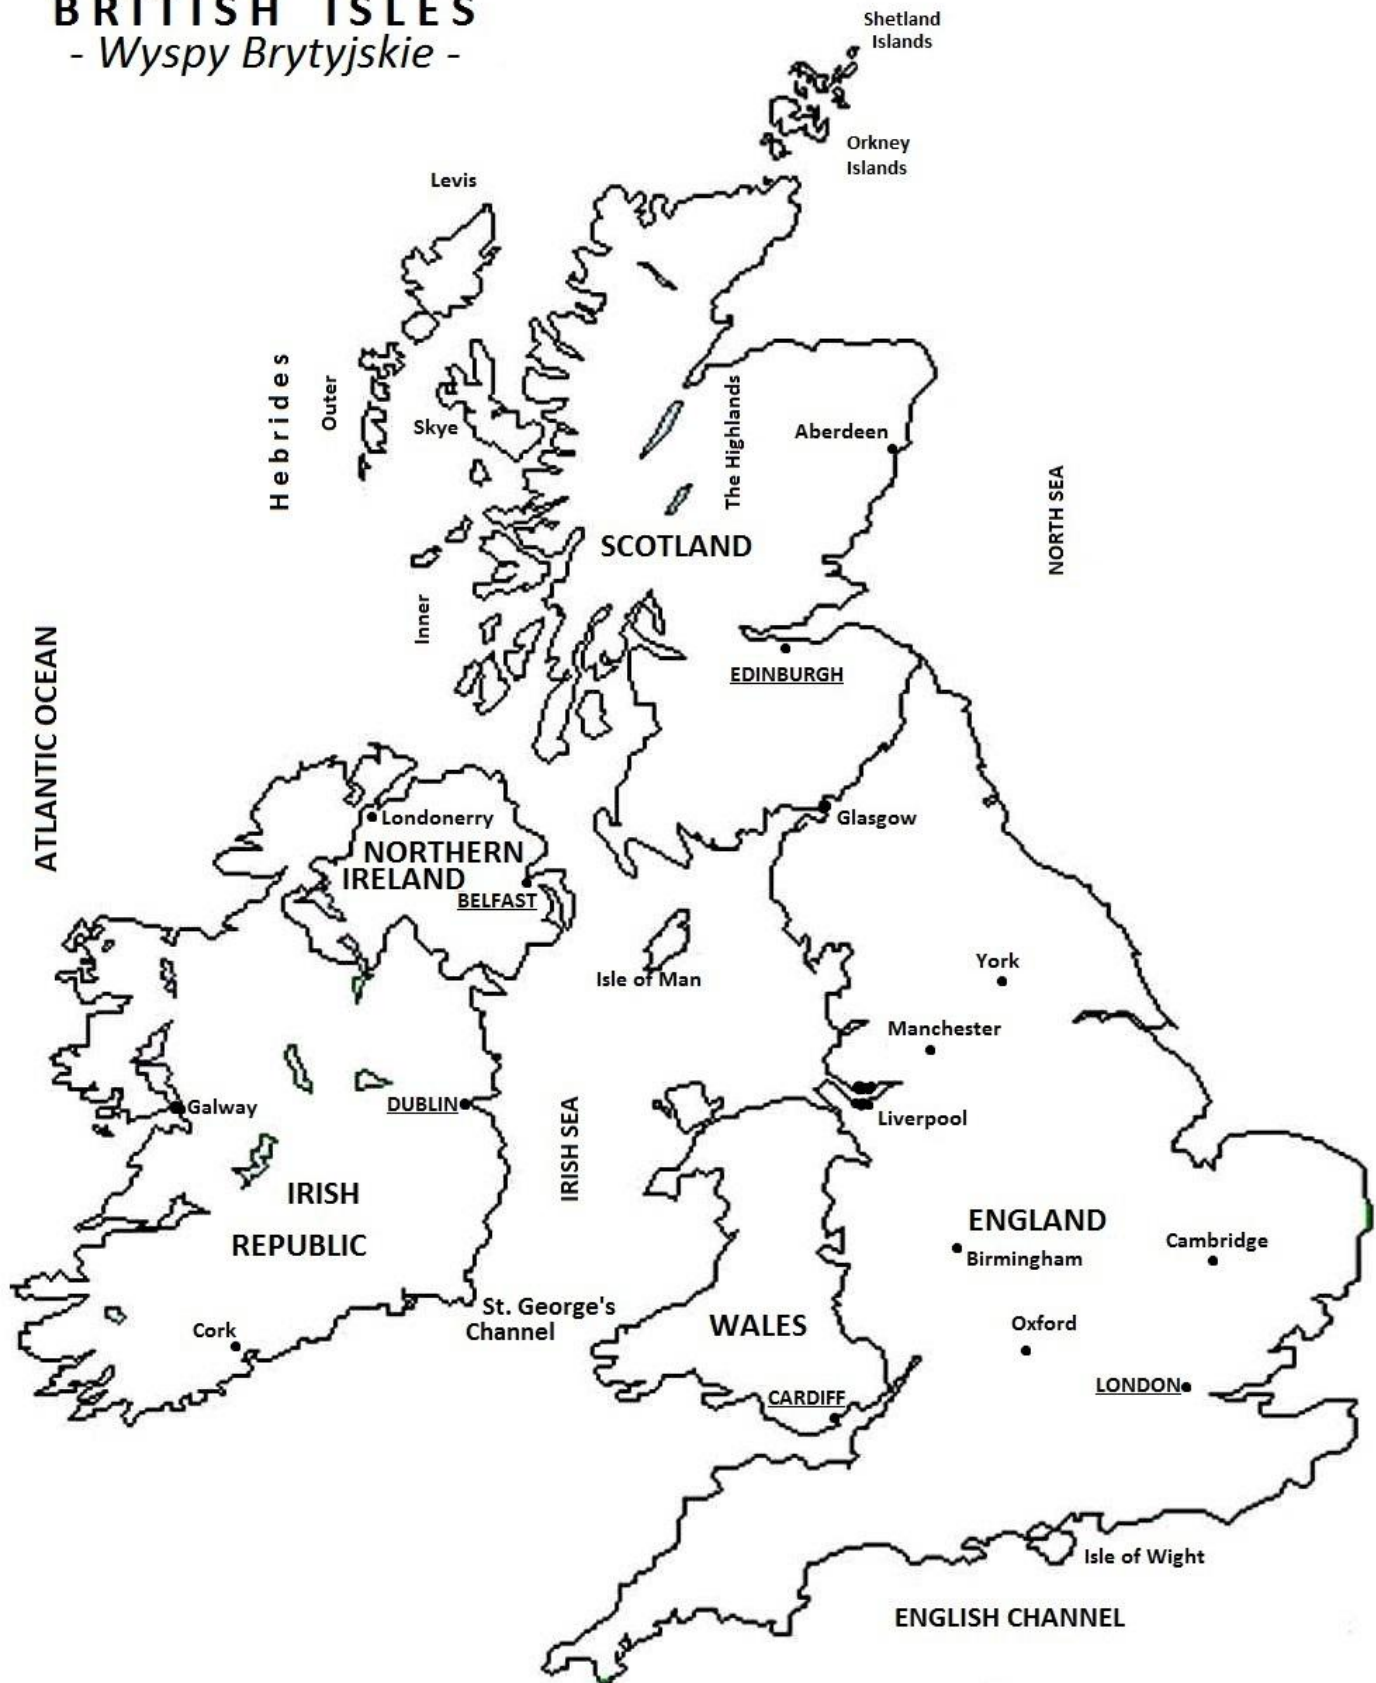 BRITISH ISLES
- Wyspy Brytyjskie -
Shetland
Islands
Orkney
Islands
Levis
Hebrides
Outer
Skye
The Highlands
Aberdeen
NORTH SEA
SCOTLAND
Inner
ATLANTIC OCEAN
EDINBURGH
Glasgow
Londonerry
NORTHERN
IRELAND
BELFAST
Isle of Man
York
Manchester
Liverpool
Galway
DUBLIN
IRISH SEA
IRISH
REPUBLIC
ENGLAND
Birmingham
Cambridge
St. George's
Channel
WALES
Oxford
Cork
CARDIFF
LONDON
Isle of Wight
ENGLISH CHANNEL